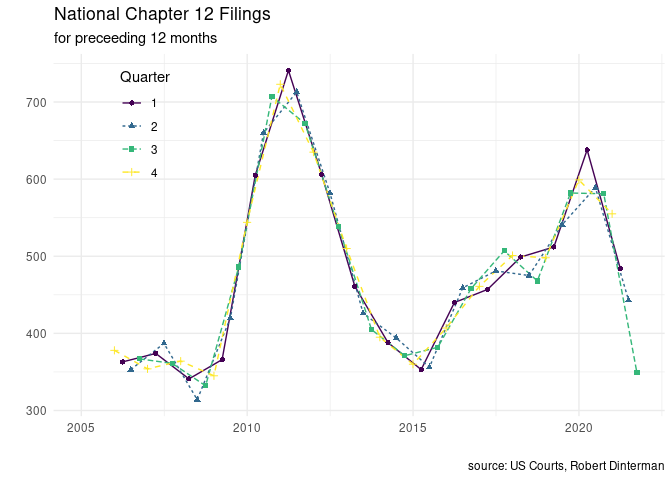 National Chapter 12 Filings
for preceeding 12 months
Quarter
1
2
3
4
700
600
500
400
300
2005 2010 2015 2020
source: US Courts, Robert Dinterman